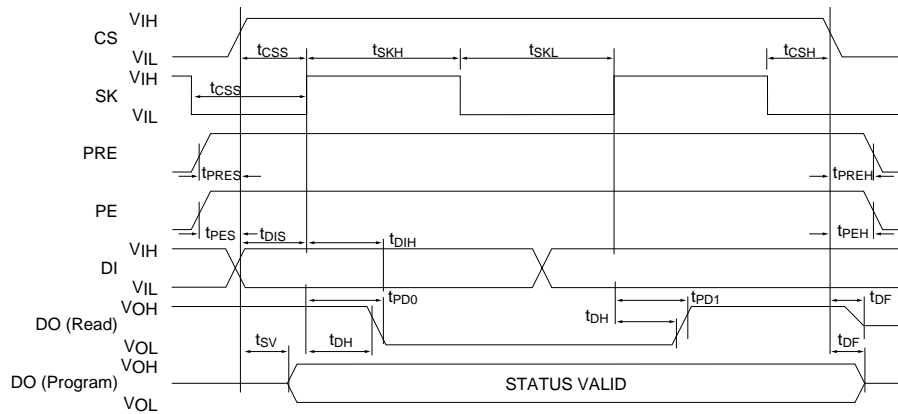 VIH
CS
VIL
tCSS
tSKH
tSKL
tCSH
VIH
SK
VIL
tCSS
PRE
tPRES
tPREH
PE
tPES
tDIS
tDIH
tPEH
VIH
DI
VIL
VOH
DO (Read)
VOL
tPD0
tPD1
tDF
tDH
tSV
tDH
tDF
VOH
DO (Program)
VOL
STATUS VALID